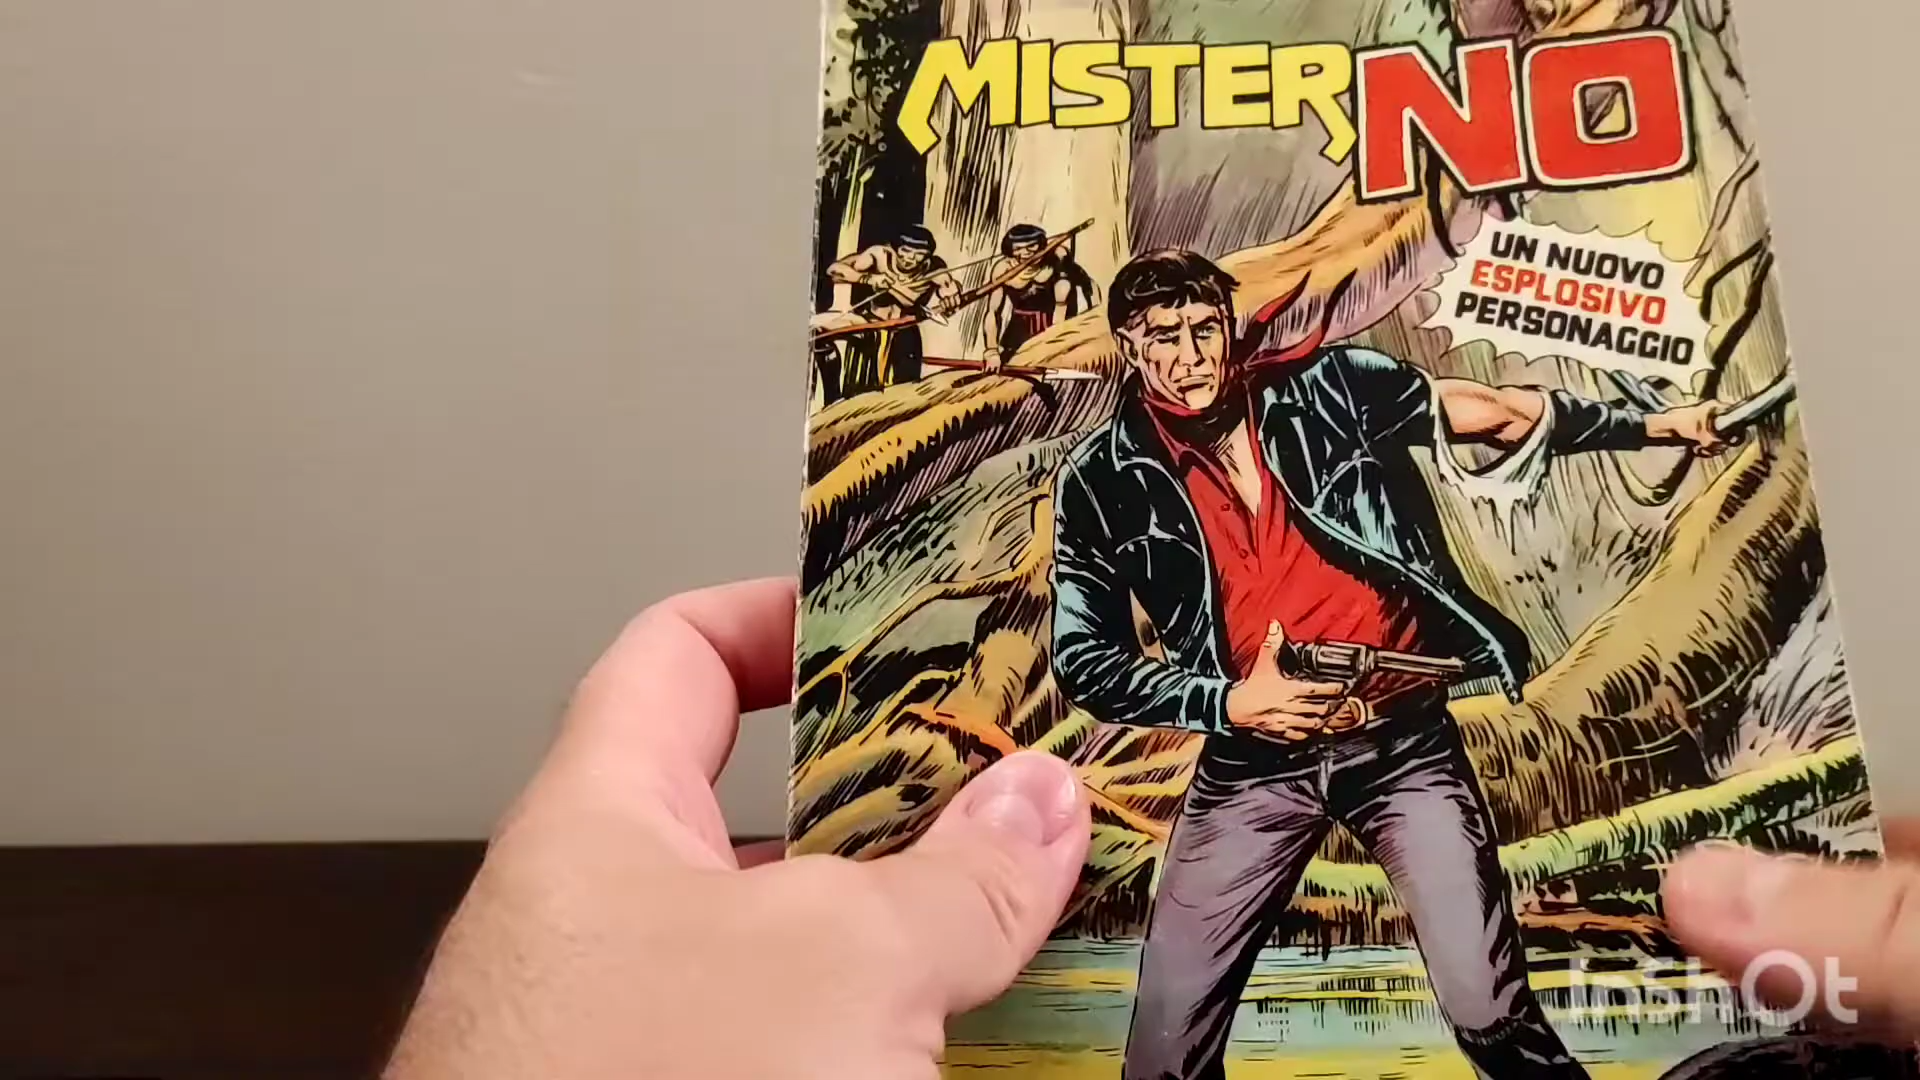 MISTER NO
UN NUOVO
ESPLOSIVO
PERSONAGGIO
InShOt